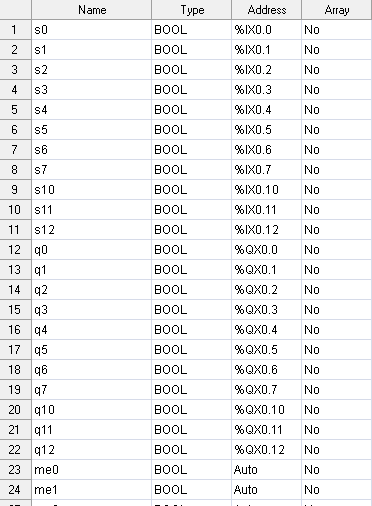 Name Type Address Array
1 s0 BOOL %IX0.0 No
2 s1 BOOL %IX0.1 No
3 s2 BOOL %IX0.2 No
4 s3 BOOL %IX0.3 No
5 s4 BOOL %IX0.4 No
6 s5 BOOL %IX0.5 No
7 s6 BOOL %IX0.6 No
8 s7 BOOL %IX0.7 No
9 s10 BOOL %IX0.10 No
10 s11 BOOL %IX0.11 No
11 s12 BOOL %IX0.12 No
12 q0 BOOL %QX0.0 No
13 q1 BOOL %QX0.1 No
14 q2 BOOL %QX0.2 No
15 q3 BOOL %QX0.3 No
16 q4 BOOL %QX0.4 No
17 q5 BOOL %QX0.5 No
18 q6 BOOL %QX0.6 No
19 q7 BOOL %QX0.7 No
20 q10 BOOL %QX0.10 No
21 q11 BOOL %QX0.11 No
22 q12 BOOL %QX0.12 No
23 me0 BOOL Auto No
24 me1 BOOL Auto No